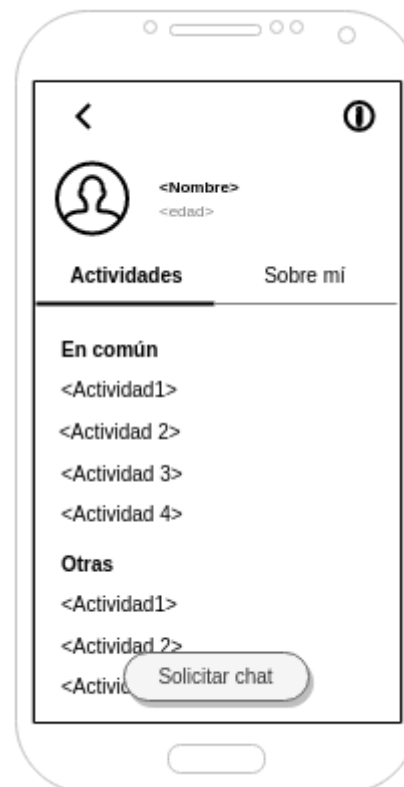 <Nombre>
<edad>
Actividades Sobre mí
En común
<Actividad1>
<Actividad 2>
<Actividad 3>
<Actividad 4>
Otras
<Actividad1>
<Actividad 2>
<Activid
Solicitar chat